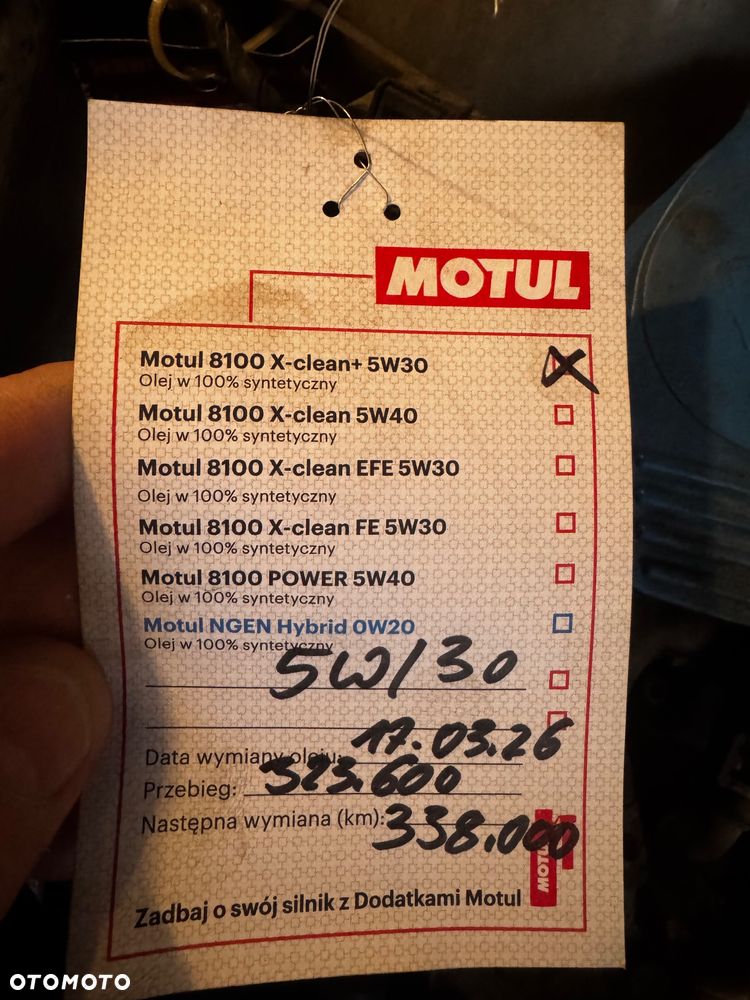 MOTUL
Motul 8100 X-clean+ 5W30
Olej w 100% syntetyczny
Motul 8100 X-clean 5W40
Olej w 100% syntetyczny
Motul 8100 X-clean EFE 5W30
Olej w 100% syntetyczny
Motul 8100 X-clean FE 5W30
Olej w 100% syntetyczny
Motul 8100 POWER 5W40
Olej w 100% syntetyczny
Motul NGEN Hybrid 0W20
Olej w 100% syntetyczny
5W/30
Data wymiany oleju: 17.03.26
Przebieg: 323.600
Następna wymiana (km): 338.000
MOTUL
Zadbaj o swój silnik z Dodatkami Motul
OTOMOTO